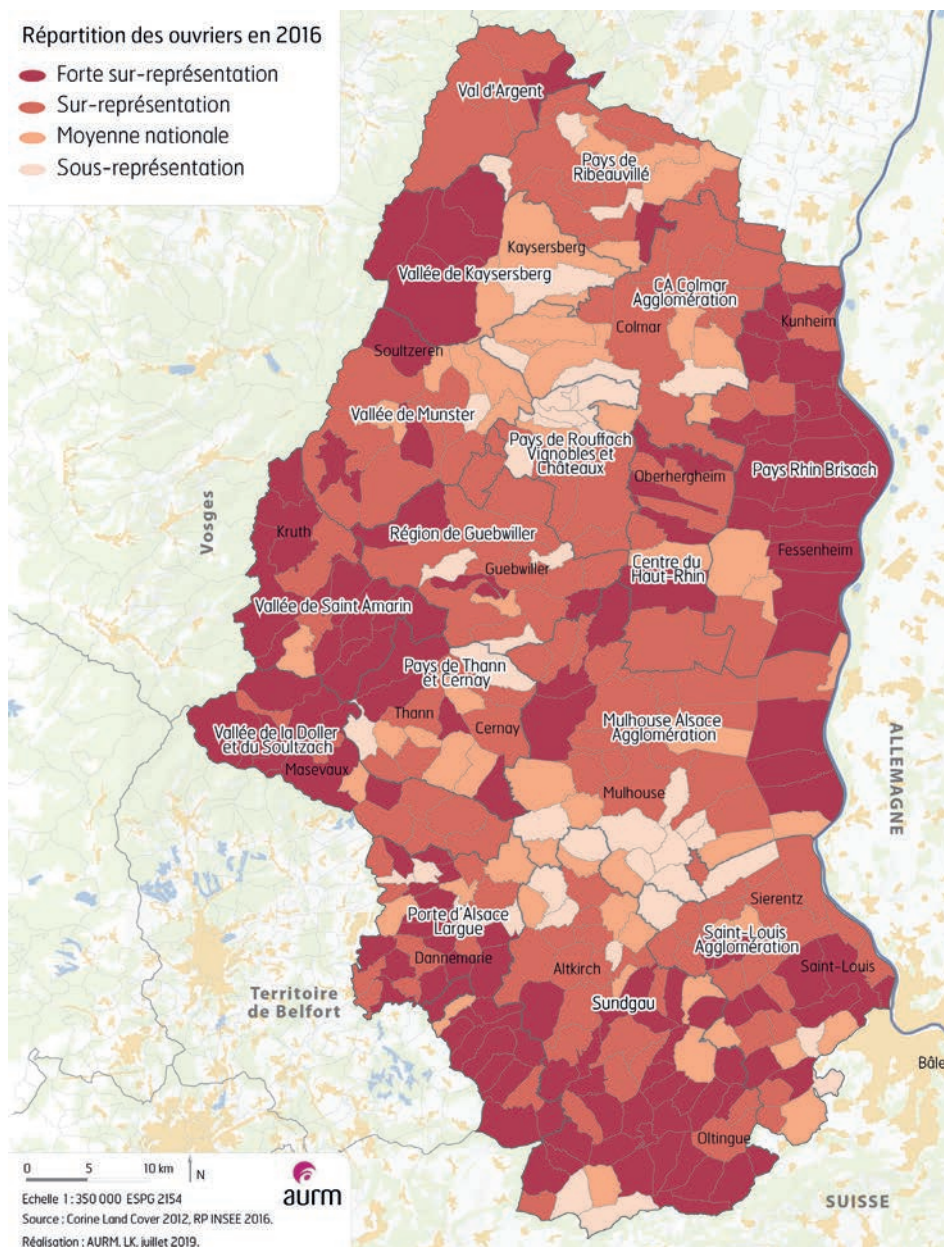 Répartition des ouvriers en 2016
Forte sur-représentation
Sur-représentation
Moyenne nationale
Sous-représentation
Val d'Argent
Pays de
Ribeauvillé
Kaysersberg
Vallée de Kaysersberg
CA Colmar
Agglomération
Kunheim
Colmar
Soultzeren
Vallée de Munster
Pays de Rouffach
Vignobles et
Châteaux
Oberhergheim
Pays Rhin Brisach
Vosges
Kruth
Région de Guebwiller
Guebwiller
Centre du
Haut-Rhin
Fessenheim
Vallée de Saint Amarin
Pays de Thann
et Cernay
Thann
Cernay
Vallée de la Doller
et du Soultzach
Masevaux
Mulhouse Alsace
Agglomération
Mulhouse
ALLEMAGNE
Sierentz
Porte d'Alsace
Largue
Saint-Louis
Agglomération
Dannemarie
Altkirch
Saint-Louis
Territoire
de Belfort
Sundgau
Bâle
Oltingue
SUISSE
0 5 10 km N
aurm
Echelle 1 : 350 000 ESPG 2154
Source : Corine Land Cover 2012, RP INSEE 2016.
Réalisation : AURM, LK, juillet 2019.